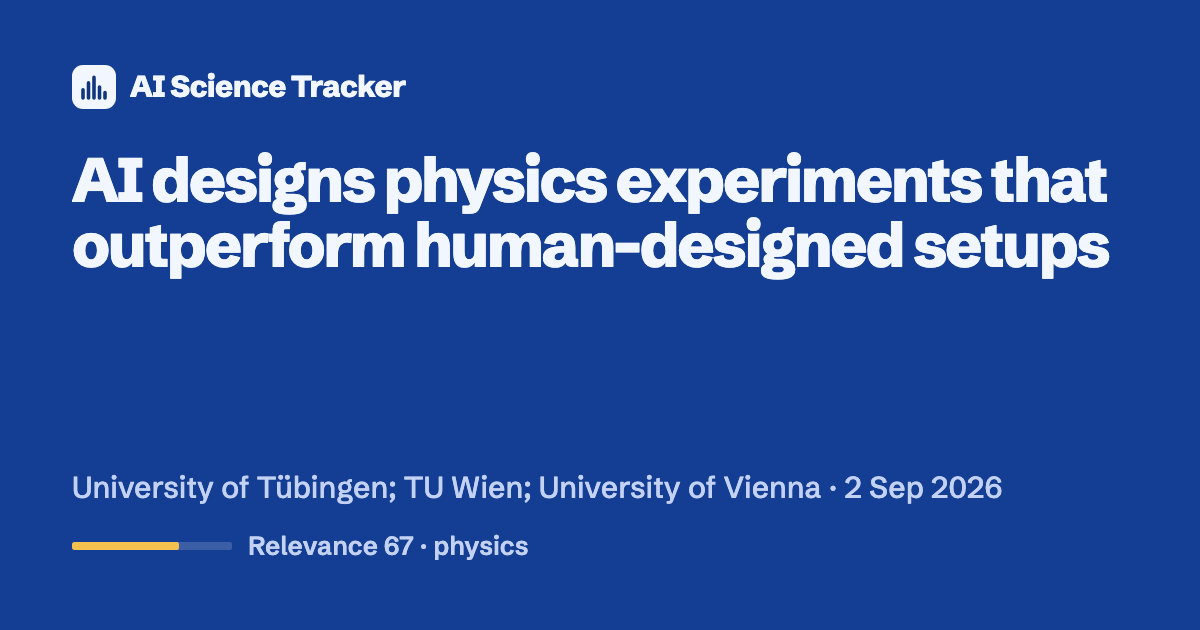 AI Science Tracker
AI designs physics experiments that
outperform human-designed setups
University of Tübingen; TU Wien; University of Vienna · 2 Sep 2026
Relevance 67 · physics